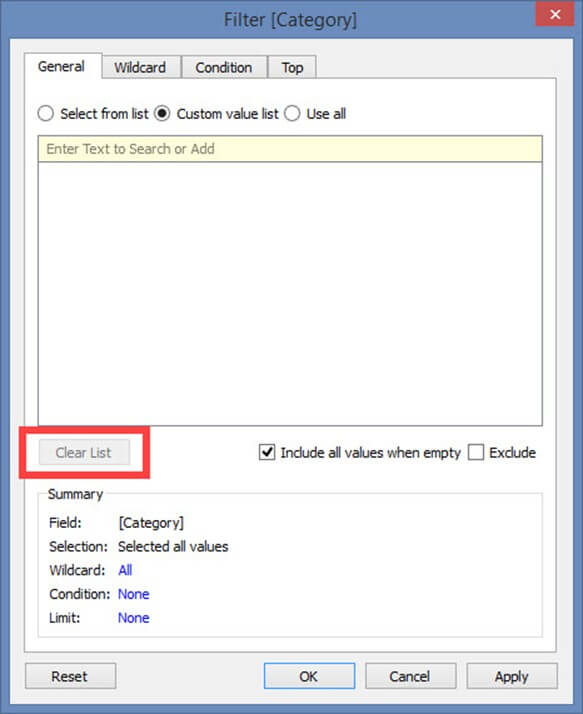 Filter [Category]
General Wildcard Condition Top
Select from list Custom value list Use all
Enter Text to Search or Add
Clear List Include all values when empty Exclude
Summary
Field: [Category]
Selection: Selected all values
Wildcard: All
Condition: None
Limit: None
Reset OK Cancel Apply